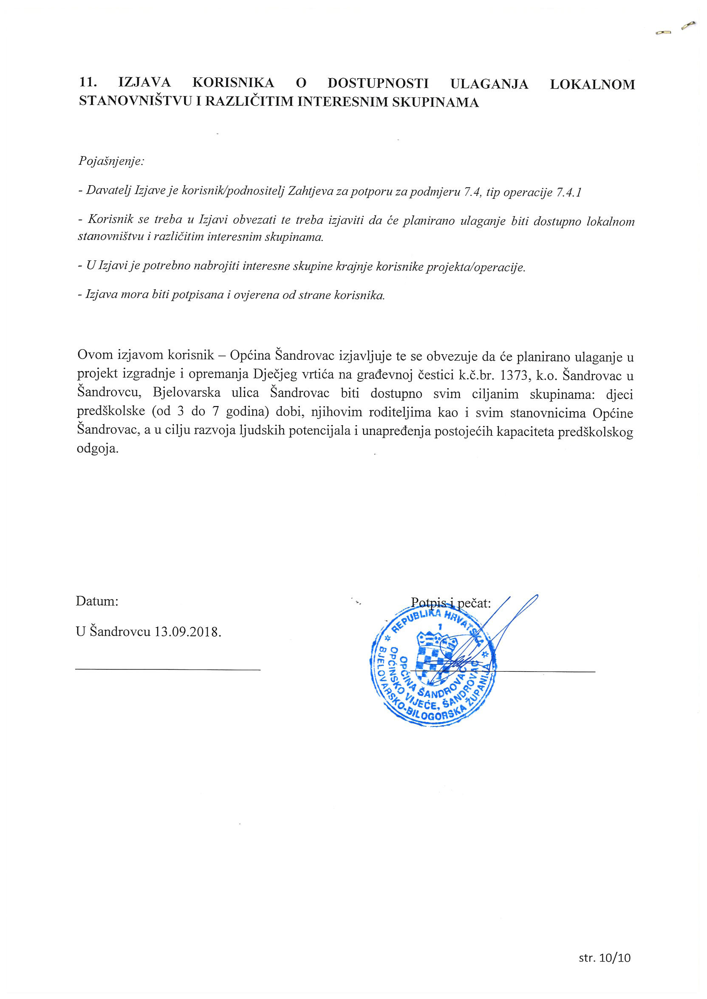 11. IZJAVA KORISNIKA O DOSTUPNOSTI ULAGANJA LOKALNOM
STANOVNIŠTVU I RAZLIČITIM INTERESNIM SKUPINAMA
Pojašnjenje:
- Davatelj Izjave je korisnik/podnositelj Zahtjeva za potporu za podmjeru 7.4, tip operacije 7.4.1
- Korisnik se treba u Izjavi obvezati te treba izjaviti da će planirano ulaganje biti dostupno lokalnom
stanovništvu i različitim interesnim skupinama.
- U Izjavi je potrebno nabrojiti interesne skupine krajnje korisnike projekta/operacije.
- Izjava mora biti potpisana i ovjerena od strane korisnika.
Ovom izjavom korisnik – Općina Šandrovac izjavljuje te se obvezuje da će planirano ulaganje u
projekt izgradnje i opremanja Dječjeg vrtića na građevnoj čestici k.č.br. 1373, k.o. Šandrovac u
Šandrovcu, Bjelovarska ulica Šandrovac biti dostupno svim ciljanim skupinama: djeci
predškolske (od 3 do 7 godina) dobi, njihovim roditeljima kao i svim stanovnicima Općine
Šandrovac, a u cilju razvoja ljudskih potencijala i unapređenja postojećih kapaciteta predškolskog
odgoja.
Datum:
Potpis i pečat:
U Šandrovcu 13.09.2018.
REPUBLIKA HRVATSKA
1
OPĆINA ŠANDROVAC
OPĆINSKO VIJEĆE, ŠANDROVAC
BJELOVARSKO-BILOGORSKA ŽUPANIJA
str. 10/10